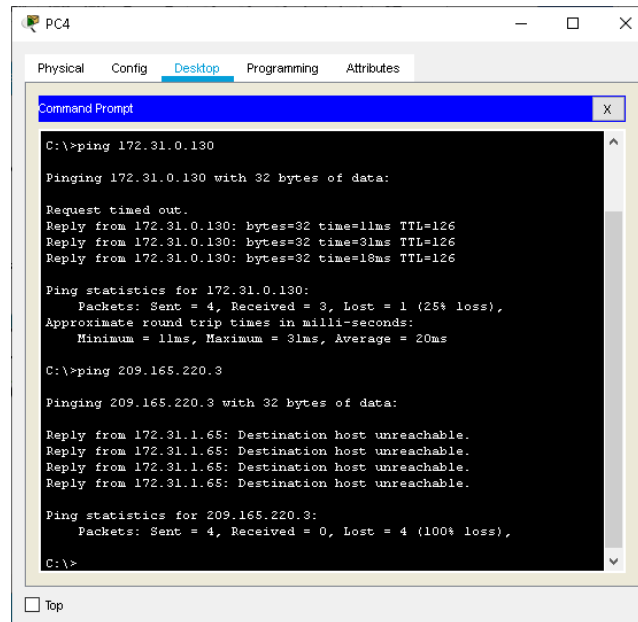 PC4
Physical Config Desktop Programming Attributes
Command Prompt
X
C:\>ping 172.31.0.130
Pinging 172.31.0.130 with 32 bytes of data:
Request timed out.
Reply from 172.31.0.130: bytes=32 time=11ms TTL=126
Reply from 172.31.0.130: bytes=32 time=31ms TTL=126
Reply from 172.31.0.130: bytes=32 time=18ms TTL=126
Ping statistics for 172.31.0.130:
Packets: Sent = 4, Received = 3, Lost = 1 (25% loss),
Approximate round trip times in milli-seconds:
Minimum = 11ms, Maximum = 31ms, Average = 20ms
C:\>ping 209.165.220.3
Pinging 209.165.220.3 with 32 bytes of data:
Reply from 172.31.1.65: Destination host unreachable.
Reply from 172.31.1.65: Destination host unreachable.
Reply from 172.31.1.65: Destination host unreachable.
Reply from 172.31.1.65: Destination host unreachable.
Ping statistics for 209.165.220.3:
Packets: Sent = 4, Received = 0, Lost = 4 (100% loss),
C:\>
Top